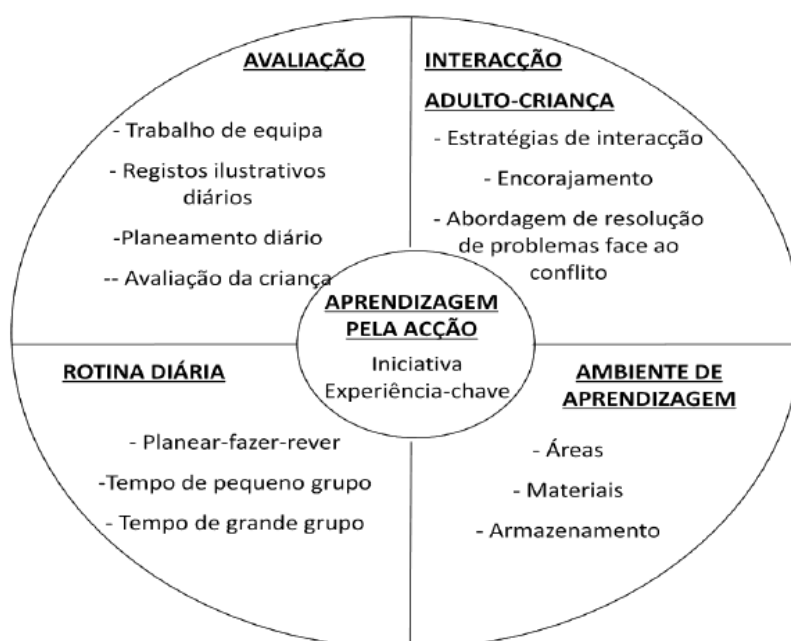 AVALIAÇÃO
- Trabalho de equipa
- Registos ilustrativos
diários
-Planeamento diário
-- Avaliação da criança
INTERACÇÃO
ADULTO-CRIANÇA
- Estratégias de interacção
- Encorajamento
- Abordagem de resolução
de problemas face ao
conflito
APRENDIZAGEM
PELA ACÇÃO
Iniciativa
Experiência-chave
ROTINA DIÁRIA
- Planear-fazer-rever
-Tempo de pequeno grupo
- Tempo de grande grupo
AMBIENTE DE
APRENDIZAGEM
- Áreas
- Materiais
- Armazenamento